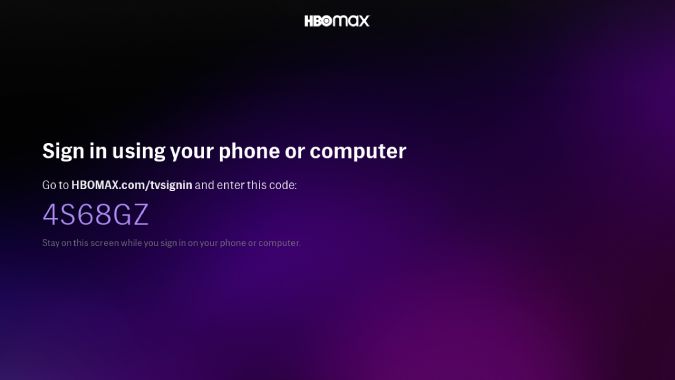 HBOMAX
Sign in using your phone or computer
Go to HBOMAX.com/tvsignin and enter this code:
4S68GZ
Stay on this screen while you sign in on your phone or computer.